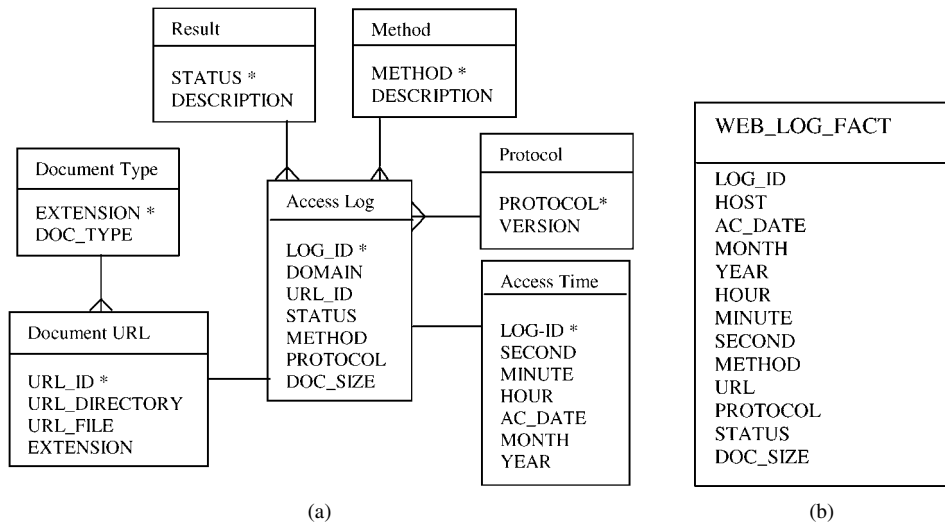 Result
STATUS *
DESCRIPTION
Method
METHOD *
DESCRIPTION
Document Type
EXTENSION *
DOC_TYPE
Access Log
LOG_ID *
DOMAIN
URL_ID
STATUS
METHOD
PROTOCOL
DOC_SIZE
Protocol
PROTOCOL*
VERSION
Document URL
URL_ID *
URL_DIRECTORY
URL_FILE
EXTENSION
Access Time
LOG-ID *
SECOND
MINUTE
HOUR
AC_DATE
MONTH
YEAR
(a)
WEB_LOG_FACT
LOG_ID
HOST
AC_DATE
MONTH
YEAR
HOUR
MINUTE
SECOND
METHOD
URL
PROTOCOL
STATUS
DOC_SIZE
(b)